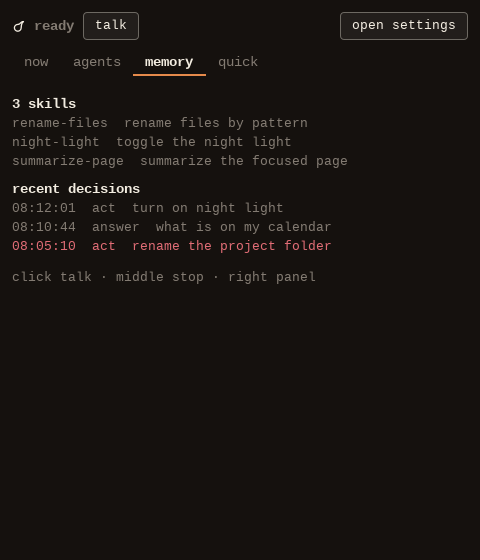 ready talk open settings
now agents memory quick
3 skills
rename-files rename files by pattern
night-light toggle the night light
summarize-page summarize the focused page
recent decisions
08:12:01 act turn on night light
08:10:44 answer what is on my calendar
08:05:10 act rename the project folder
click talk · middle stop · right panel